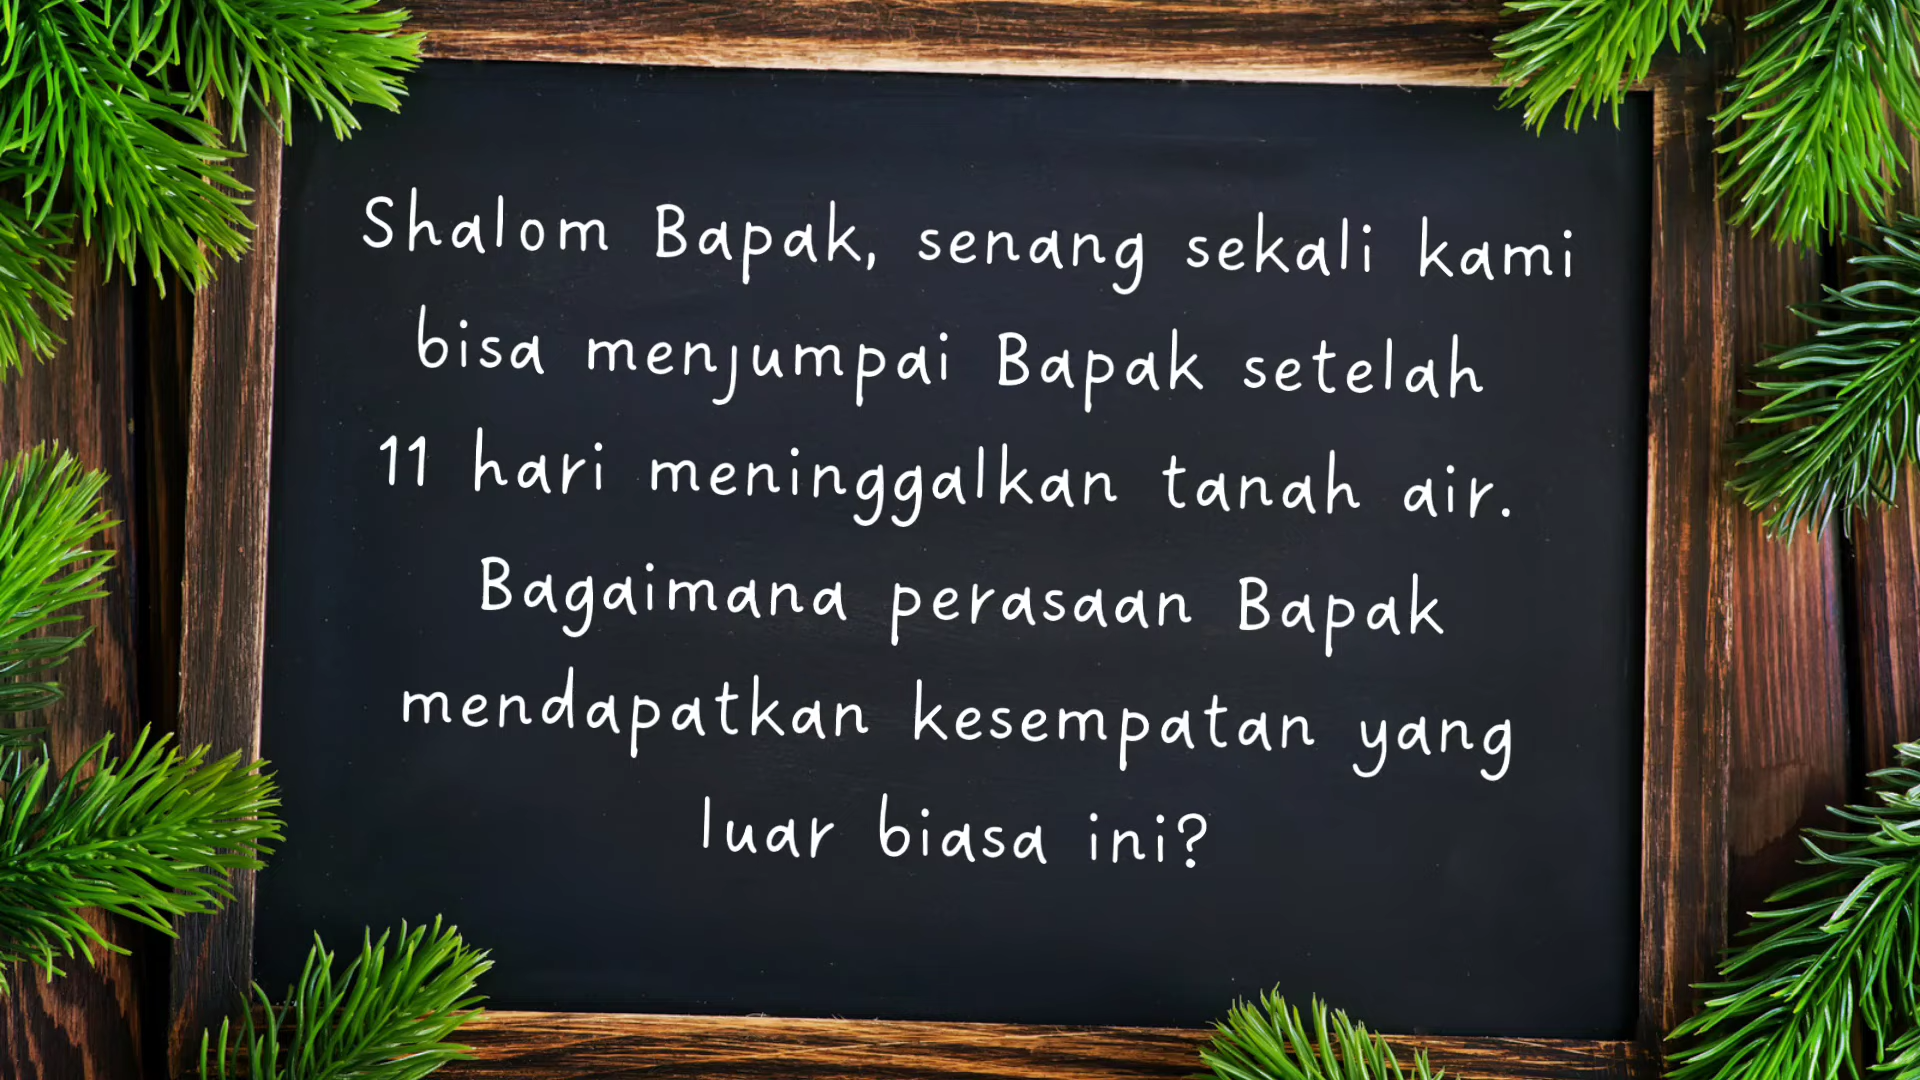 Shalom Bapak, senang sekali kami
bisa menjumpai Bapak setelah
11 hari meninggalkan tanah air.
Bagaimana perasaan Bapak
mendapatkan kesempatan yang
luar biasa ini?